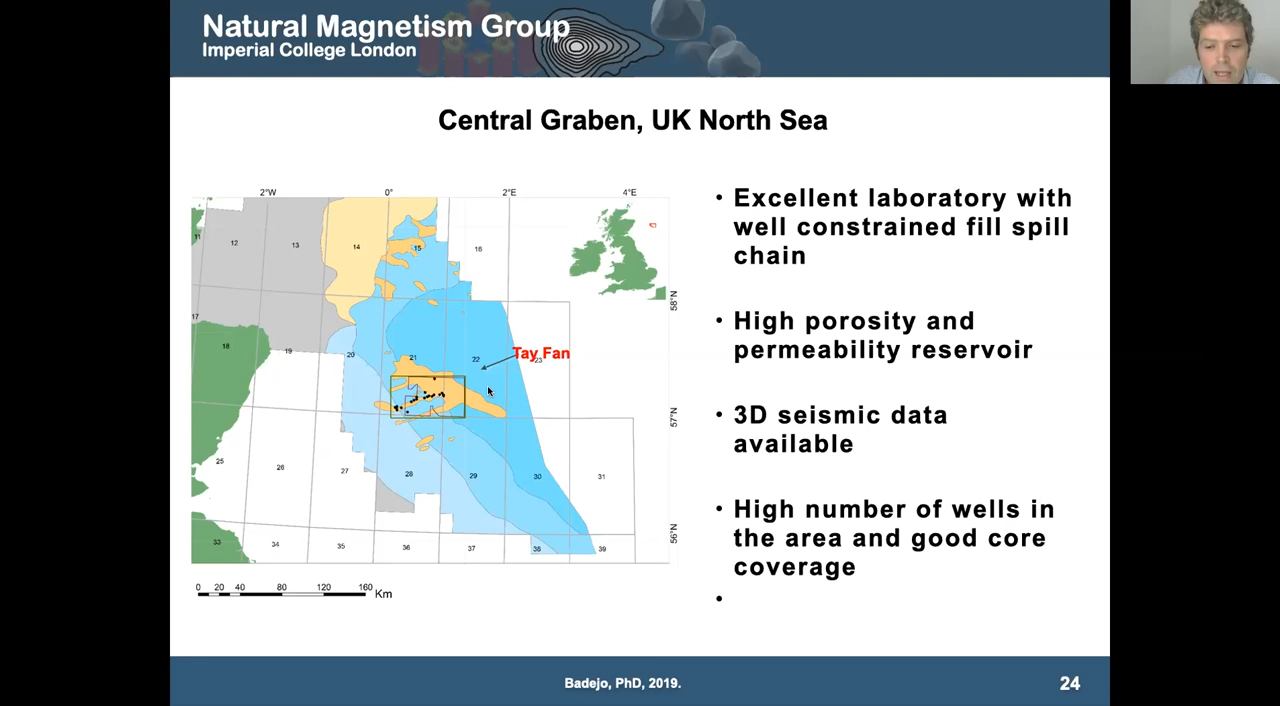 Natural Magnetism Group
Imperial College London
Central Graben, UK North Sea
2°W 0° 2°E 4°E
11 12 13 14 15 16
58°N
17 18 19 20 21 22 23
Tay Fan
57°N
25 26 27 28 29 30 31
56°N
33 34 35 36 37 38 39
0 20 40 80 120 160
Km
• Excellent laboratory with
well constrained fill spill
chain
• High porosity and
permeability reservoir
• 3D seismic data
available
• High number of wells in
the area and good core
coverage
•
Badejo, PhD, 2019.
24